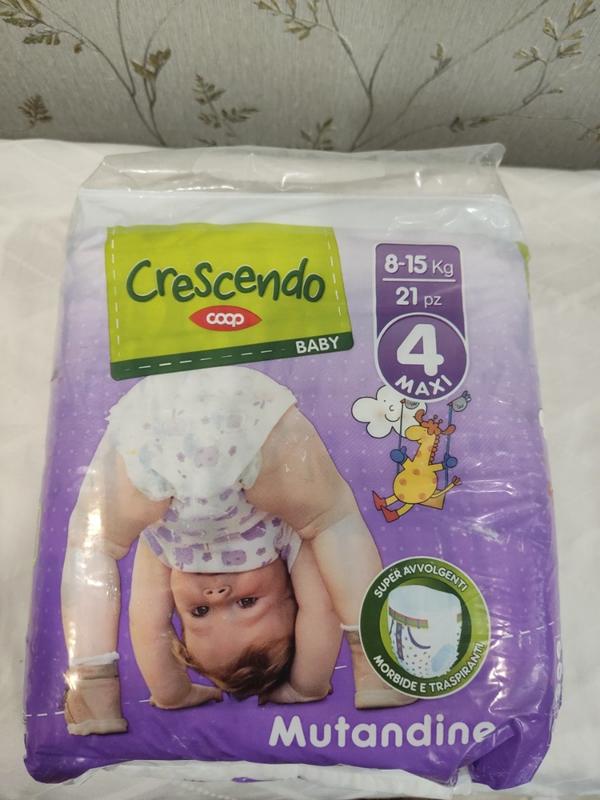 Crescendo
coop
BABY
8-15 Kg
21 pz
4
MAXI
SUPER AVVOLGENTI
MORBIDE E TRASPIRANTI
Mutandine